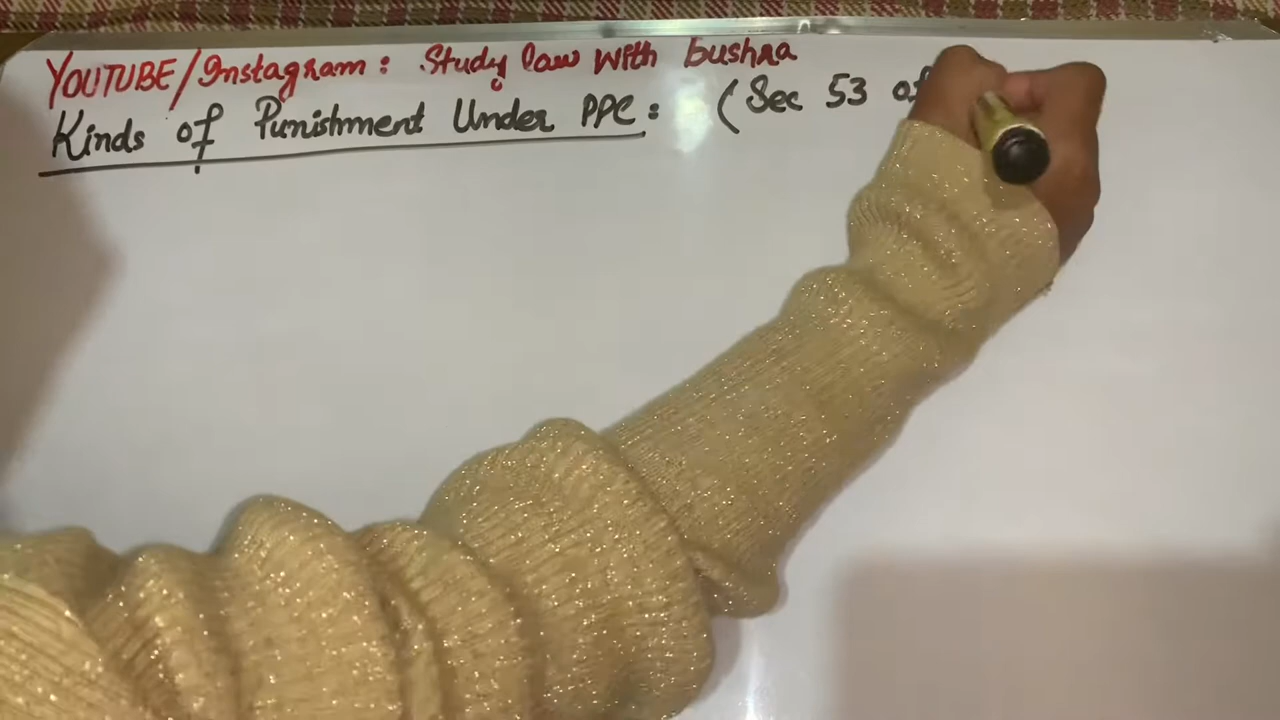 YOUTUBE/Instagram: Study law with bushra
Kinds of Punishment Under PPC: (Sec 53 of